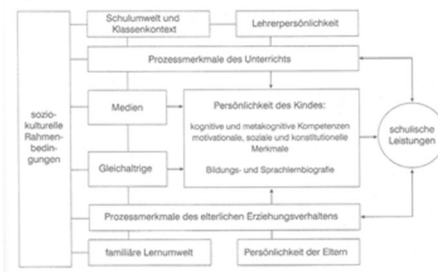 Schulumwelt und
Klassenkontext
Lehrerpersönlichkeit
Prozessmerkmale des Unterrichts
sozio-
kulturelle
Rahmen-
bedin-
gungen
Medien
Gleichaltrige
Persönlichkeit des Kindes:
kognitive und metakognitive Kompetenzen
motivationale, soziale und konstitutionelle
Merkmale
Bildungs- und Sprachlernbiografie
schulische
Leistungen
Prozessmerkmale des elterlichen Erziehungsverhaltens
familiäre Lernumwelt
Persönlichkeit der Eltern